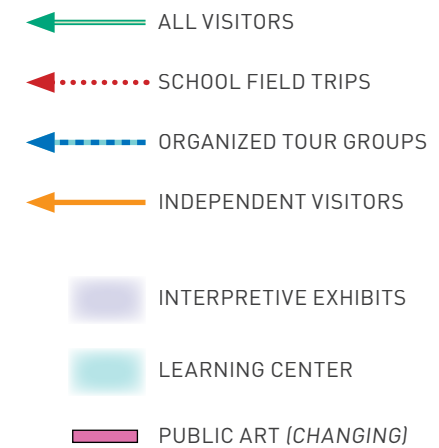 ALL VISITORS
SCHOOL FIELD TRIPS
ORGANIZED TOUR GROUPS
INDEPENDENT VISITORS
INTERPRETIVE EXHIBITS
LEARNING CENTER
PUBLIC ART (CHANGING)